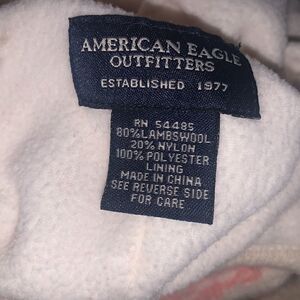 AMERICAN EAGLE
OUTFITTERS
ESTABLISHED 1977
RN 54485
80% LAMBSWOOL
20% NYLON
100% POLYESTER
LINING
MADE IN CHINA
SEE REVERSE SIDE
FOR CARE